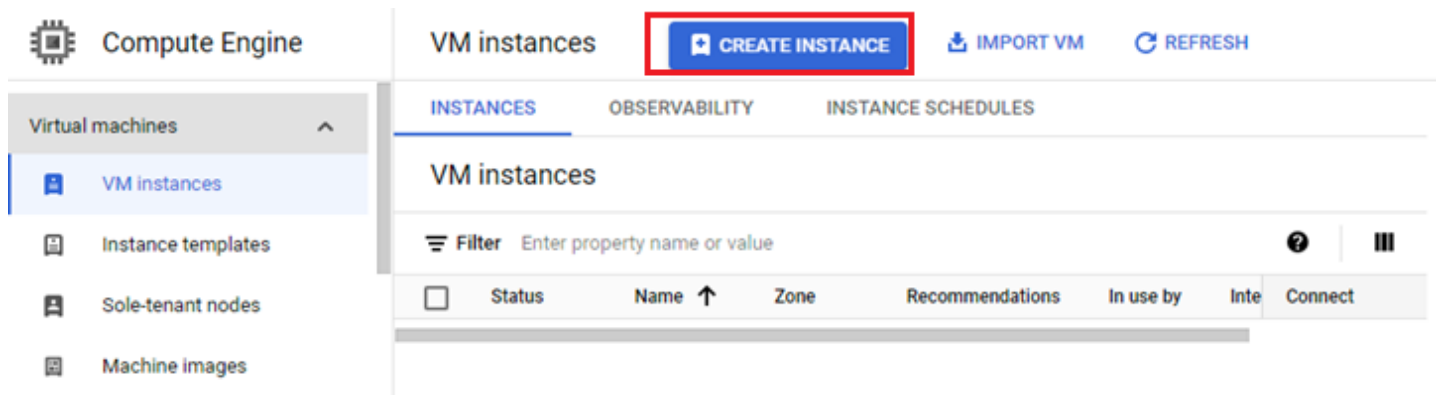 Compute Engine
VM instances
CREATE INSTANCE
IMPORT VM
REFRESH
Virtual machines
VM instances
Instance templates
Sole-tenant nodes
Machine images
INSTANCES
OBSERVABILITY
INSTANCE SCHEDULES
VM instances
Filter Enter property name or value
Status Name Zone Recommendations In use by Inte Connect